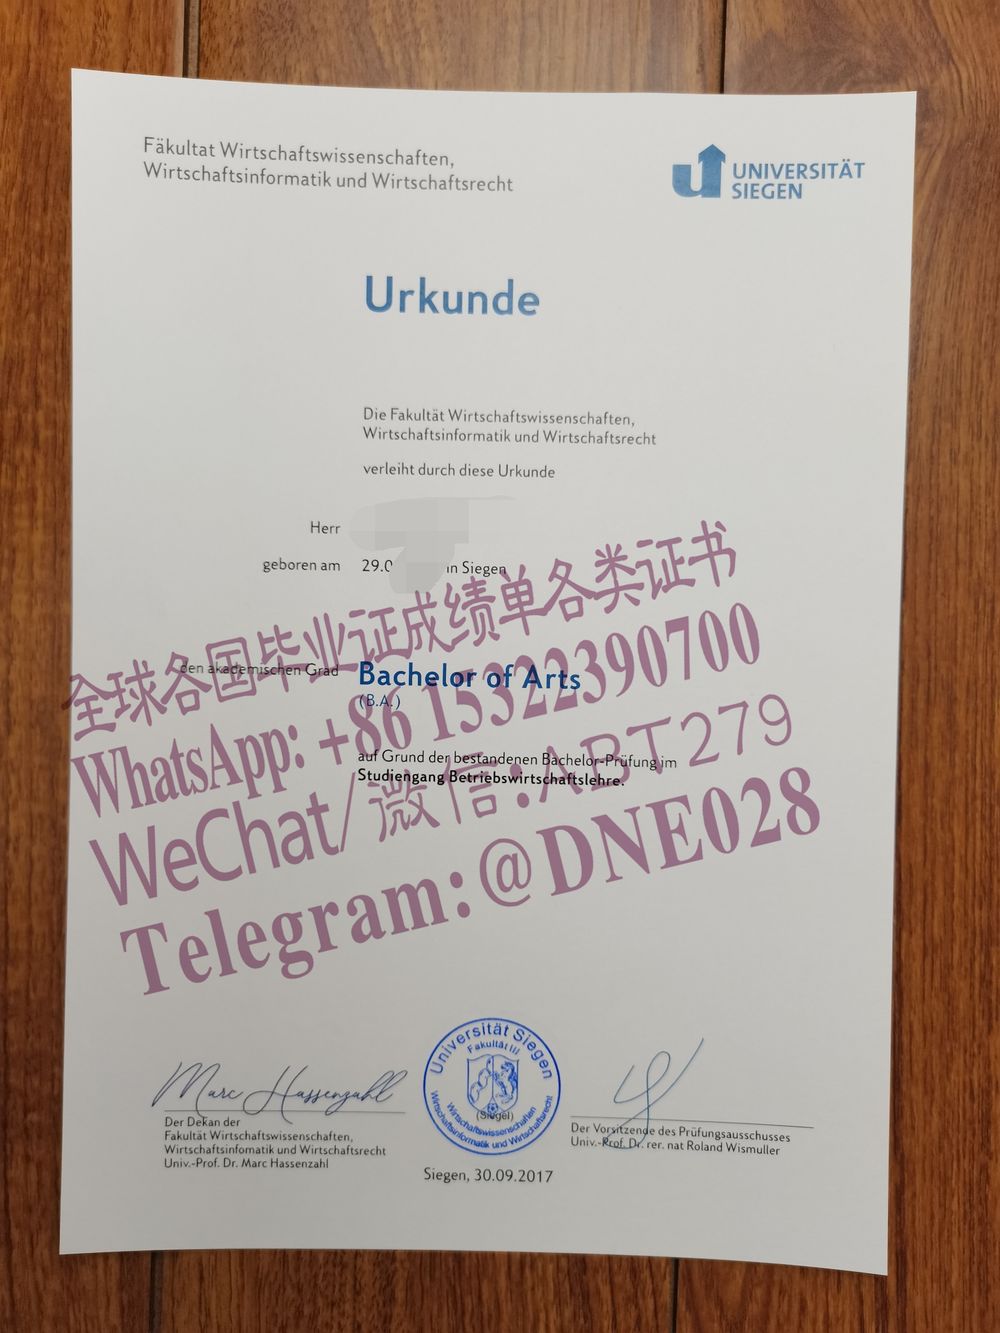 Fäkultat Wirtschaftswissenschaften,
Wirtschaftsinformatik und Wirtschaftsrecht
UNIVERSITÄT
SIEGEN
Urkunde
Die Fakultät Wirtschaftswissenschaften,
Wirtschaftsinformatik und Wirtschaftsrecht
verleiht durch diese Urkunde
Herr
geboren am 29.0 in Siegen
den akademischen Grad Bachelor of Arts
(B.A.)
auf Grund der bestandenen Bachelor-Prüfung im
Studiengang Betriebswirtschaftslehre.
全球各国毕业证成绩单各类证书
WhatsApp: +86 15322390700
WeChat/微信:ABT279
Telegram:@DNE028
Marc Hassenzahl
Der Dekan der
Fakultät Wirtschaftswissenschaften,
Wirtschaftsinfomatik und Wirtschaftsrecht
Univ.-Prof. Dr. Marc Hassenzahl
Universität Siegen
Fakultät III
(Siegel)
Wirtschaftswissenschaften
Wirtschaftsinformatik und Wirtschaftsrecht
Siegen, 30.09.2017
Der Vorsitzende des Prüfungsausschusses
Univ.-Prof. Dr. rer. nat Roland Wismuller